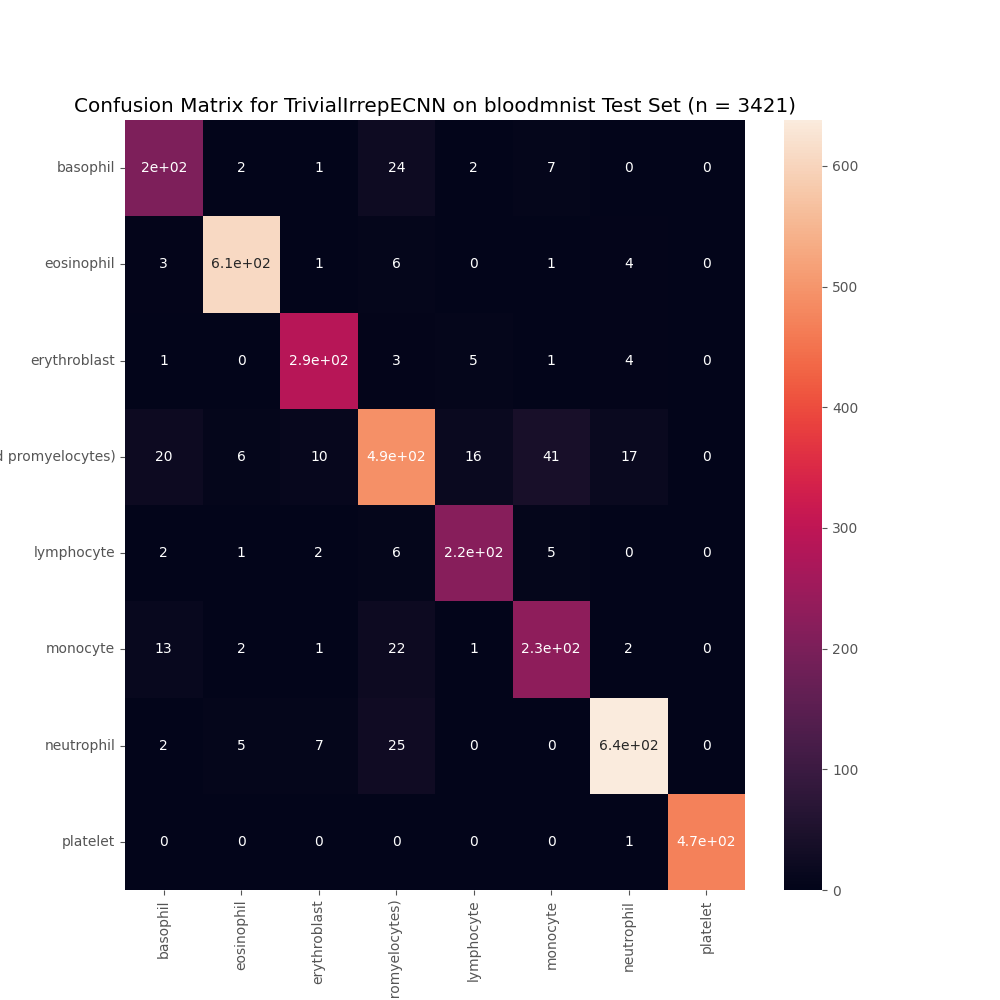 Confusion Matrix for TrivialIrrepECNN on bloodmnist Test Set (n = 3421)
basophil 2e+02 2 1 24 2 7 0 0
eosinophil 3 6.1e+02 1 6 0 1 4 0
erythroblast 1 0 2.9e+02 3 5 1 4 0
d promyelocytes) 20 6 10 4.9e+02 16 41 17 0
lymphocyte 2 1 2 6 2.2e+02 5 0 0
monocyte 13 2 1 22 1 2.3e+02 2 0
neutrophil 2 5 7 25 0 0 6.4e+02 0
platelet 0 0 0 0 0 0 1 4.7e+02
basophil
eosinophil
erythroblast
romyelocytes)
lymphocyte
monocyte
neutrophil
platelet
600
500
400
300
200
100
0